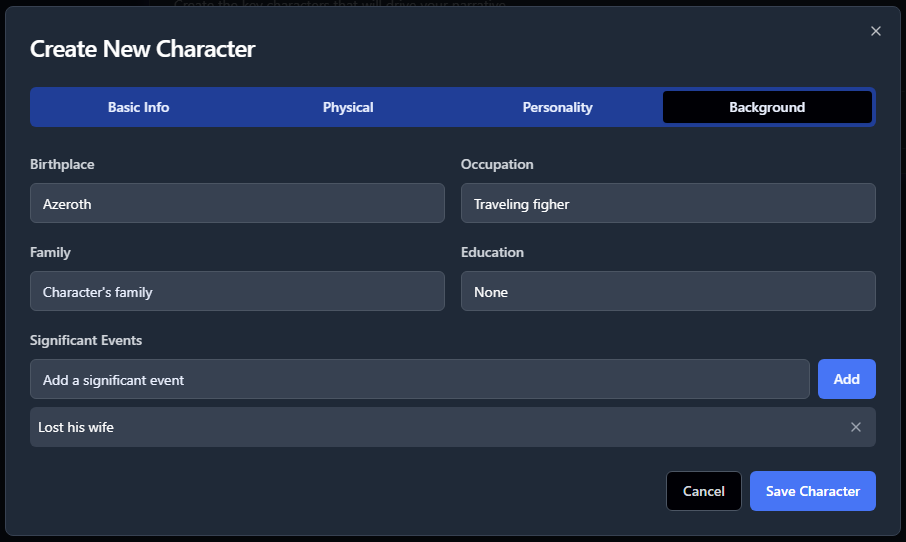 Create the key characters that will drive your narrative
Create New Character
Basic Info Physical Personality Background
Birthplace Occupation
Azeroth Traveling figher
Family Education
Character's family None
Significant Events
Add a significant event Add
Lost his wife
Cancel Save Character